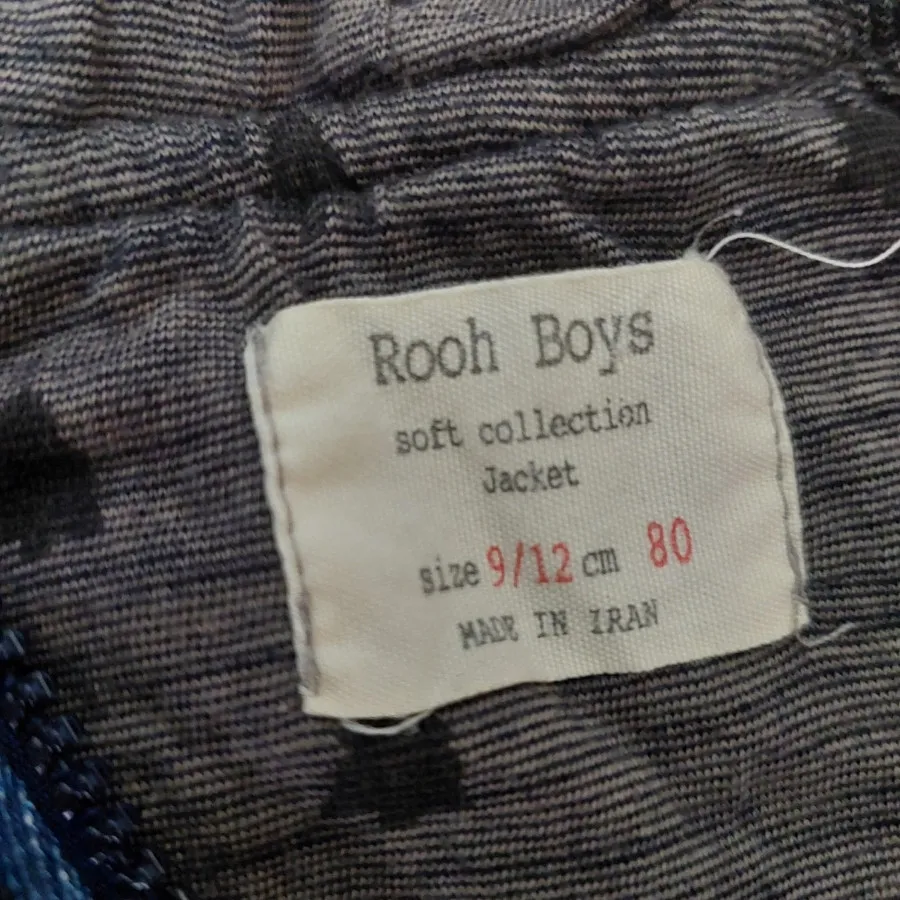 Rooh Boys
soft collection
Jacket
size 9/12 cm 80
MADE IN IRAN